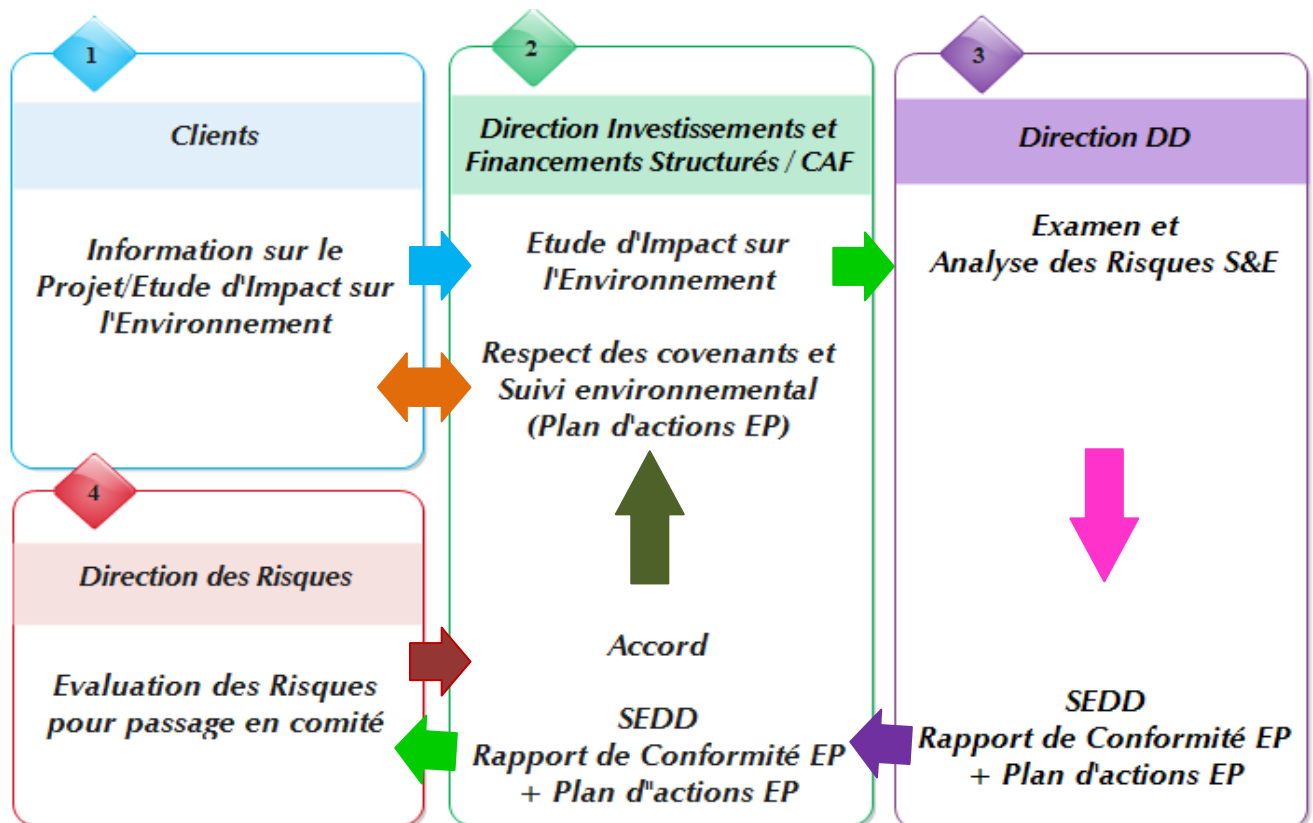 1
Clients
Information sur le
Projet/Etude d'Impact sur
l'Environnement
2
Direction Investissements et
Financements Structurés / CAF
Etude d'Impact sur
l'Environnement
Respect des covenants et
Suivi environnemental
(Plan d'actions EP)
Accord
SEDD
Rapport de Conformité EP
+ Plan d''actions EP
3
Direction DD
Examen et
Analyse des Risques S&E
SEDD
Rapport de Conformité EP
+ Plan d'actions EP
4
Direction des Risques
Evaluation des Risques
pour passage en comité